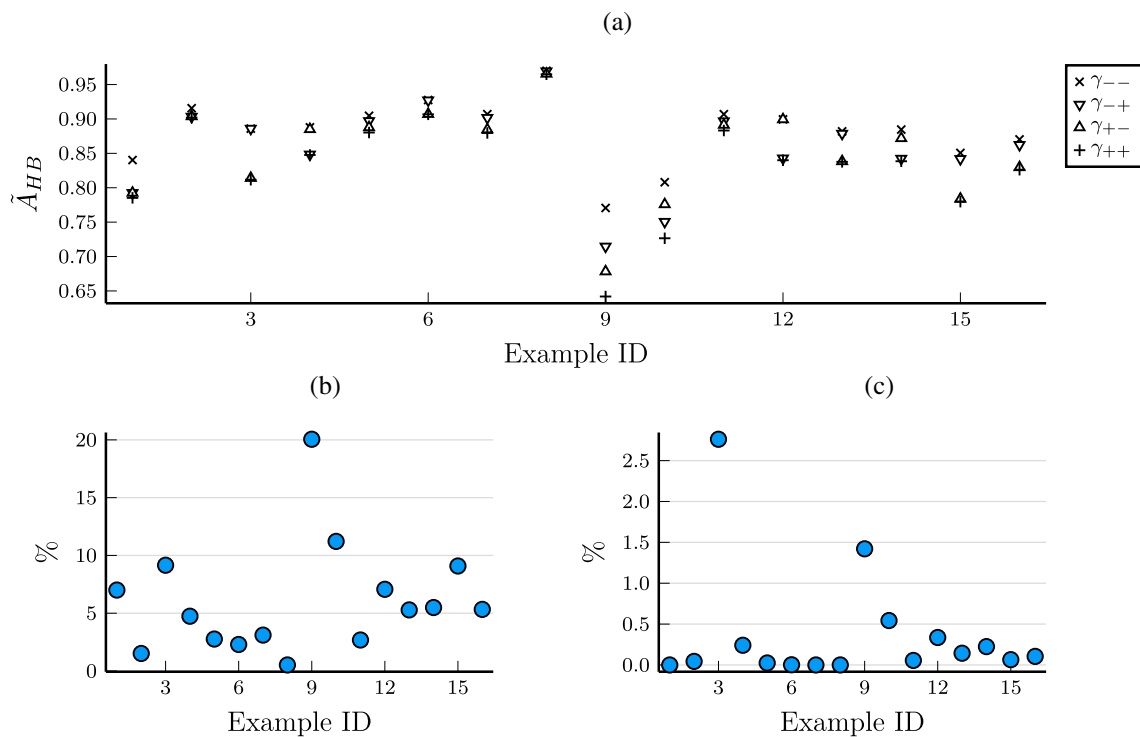 (a)
0.95
0.90
0.85
0.80
0.75
0.70
0.65
Ã_{HB}
3 6 9 12 15
Example ID
γ−−
γ−+
γ+−
γ++
(b)
20
15
10
5
0
%
3 6 9 12 15
Example ID
(c)
2.5
2.0
1.5
1.0
0.5
0.0
%
3 6 9 12 15
Example ID